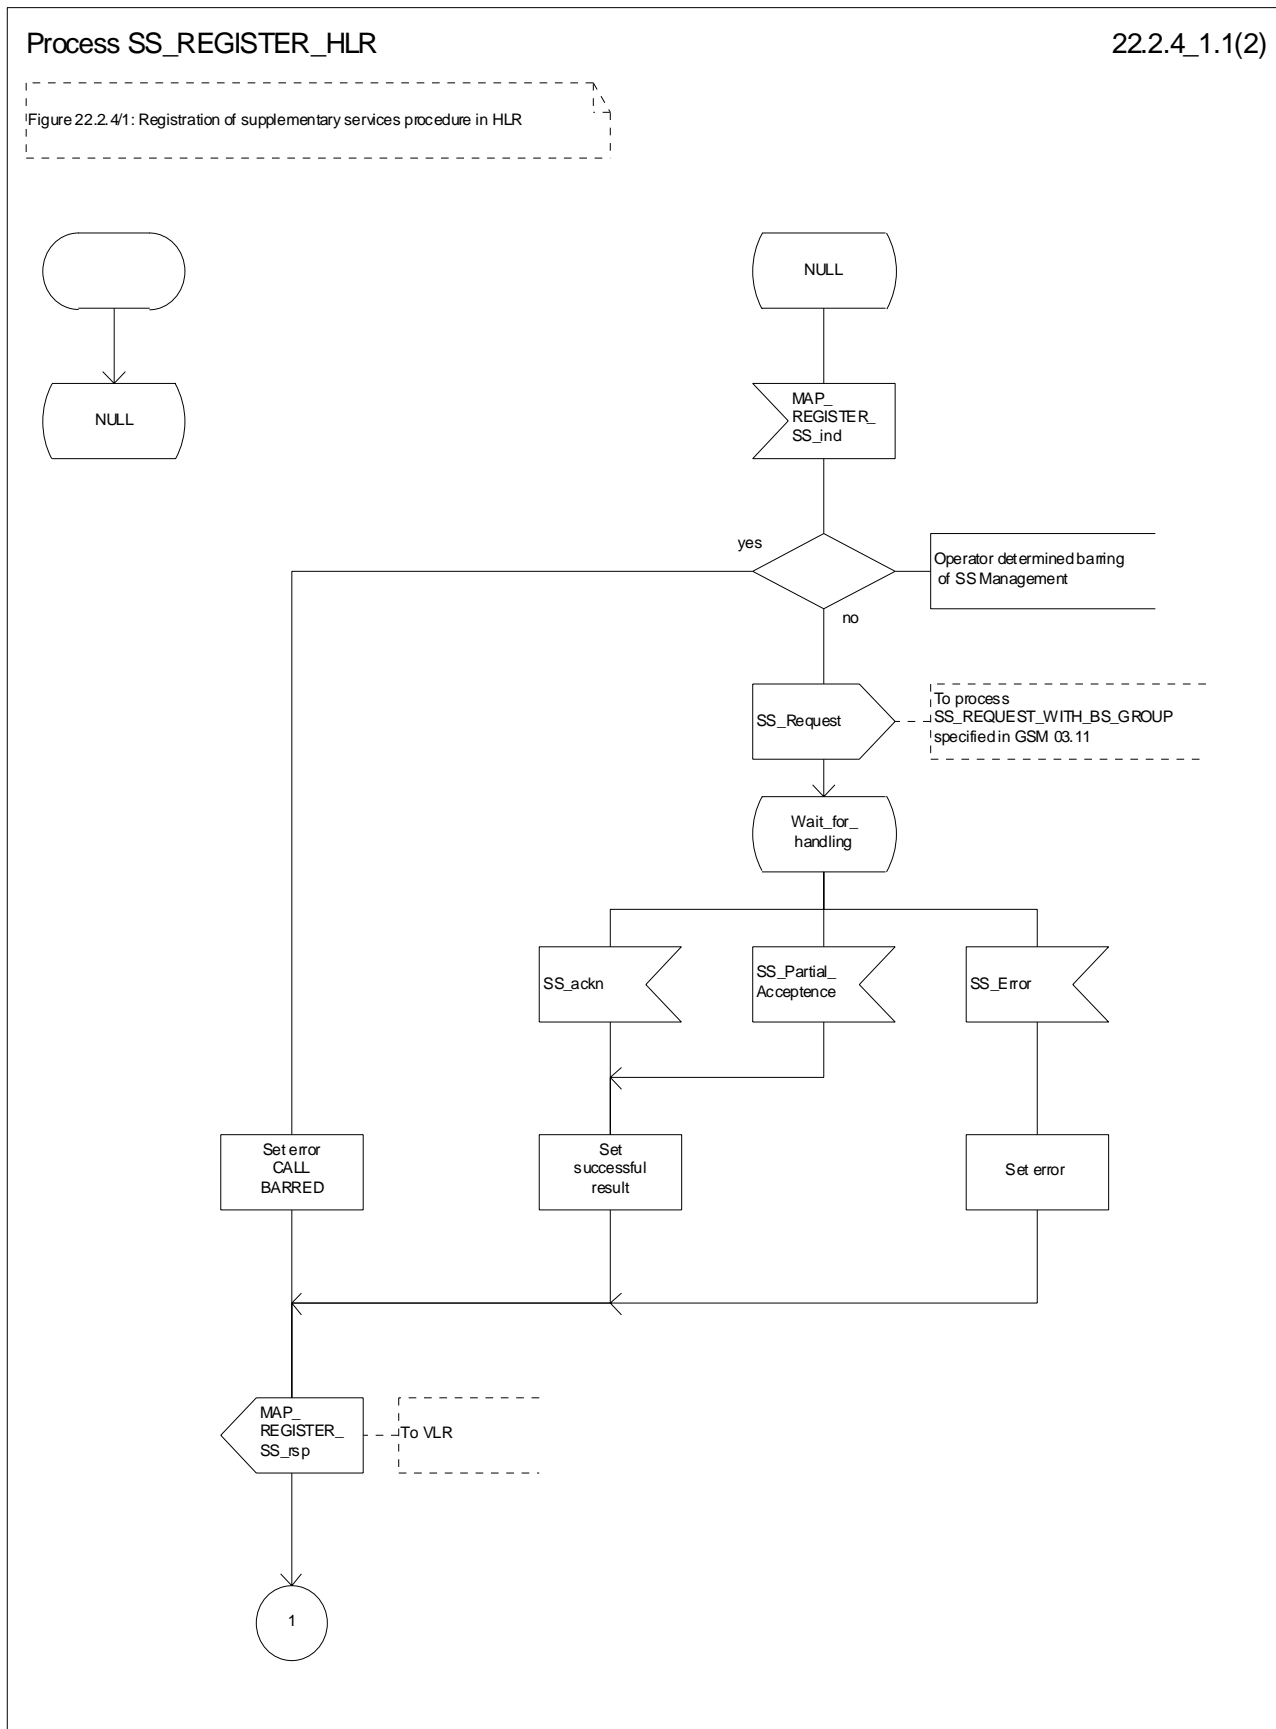 Process SS_REGISTER_HLR
22.2.4_1.1(2)
Figure 22.2.4/1: Registration of supplementary services procedure in HLR
NULL
NULL
MAP_
REGISTER_
SS_ind
yes
Operator determined barring
of SS Management
no
SS_Request
To process
SS_REQUEST_WITH_BS_GROUP
specified in GSM 03.11
Wait_for_
handling
SS_ackn
SS_Partial_
Acceptence
SS_Error
Set error
CALL
BARRED
Set
successful
result
Set error
MAP_
REGISTER_
SS_rsp
To VLR
1